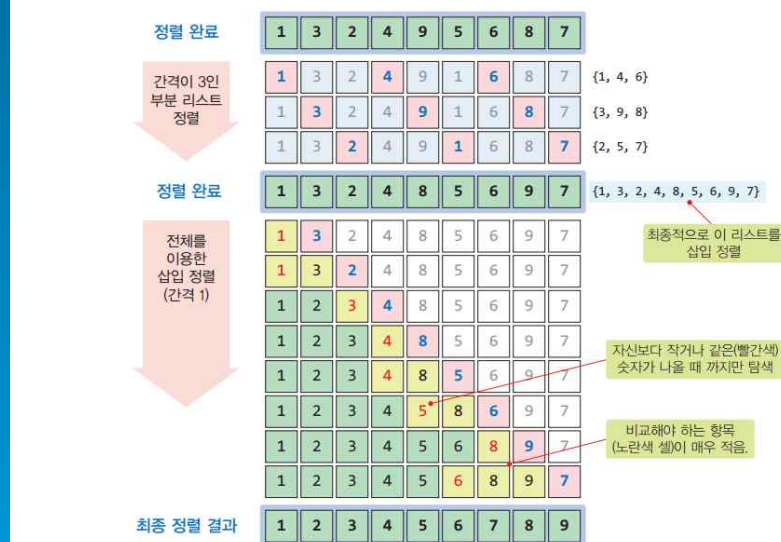 정렬 완료 1 3 2 4 9 5 6 8 7
간격이 3인
부분 리스트
정렬
1 3 2 4 9 1 6 8 7 {1, 4, 6}
1 3 2 4 9 1 6 8 7 {3, 9, 8}
1 3 2 4 9 1 6 8 7 {2, 5, 7}
정렬 완료 1 3 2 4 8 5 6 9 7 {1, 3, 2, 4, 8, 5, 6, 9, 7}
최종적으로 이 리스트를
삽입 정렬
전체를
이용한
삽입 정렬
(간격 1)
1 3 2 4 8 5 6 9 7
1 3 2 4 8 5 6 9 7
1 2 3 4 8 5 6 9 7
1 2 3 4 8 5 6 9 7
1 2 3 4 8 5 6 9 7
1 2 3 4 5 8 6 9 7
1 2 3 4 5 6 8 9 7
1 2 3 4 5 6 8 9 7
자신보다 작거나 같은(빨간색)
숫자가 나올 때 까지만 탐색
비교해야 하는 항목
(노란색 셀)이 매우 적음.
최종 정렬 결과 1 2 3 4 5 6 7 8 9